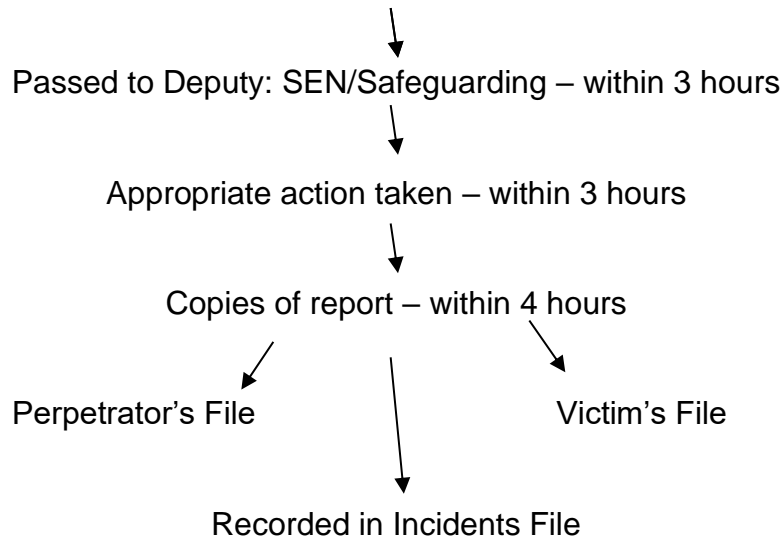 Passed to Deputy: SEN/Safeguarding – within 3 hours
Appropriate action taken – within 3 hours
Copies of report – within 4 hours
Perpetrator’s File
Victim’s File
Recorded in Incidents File